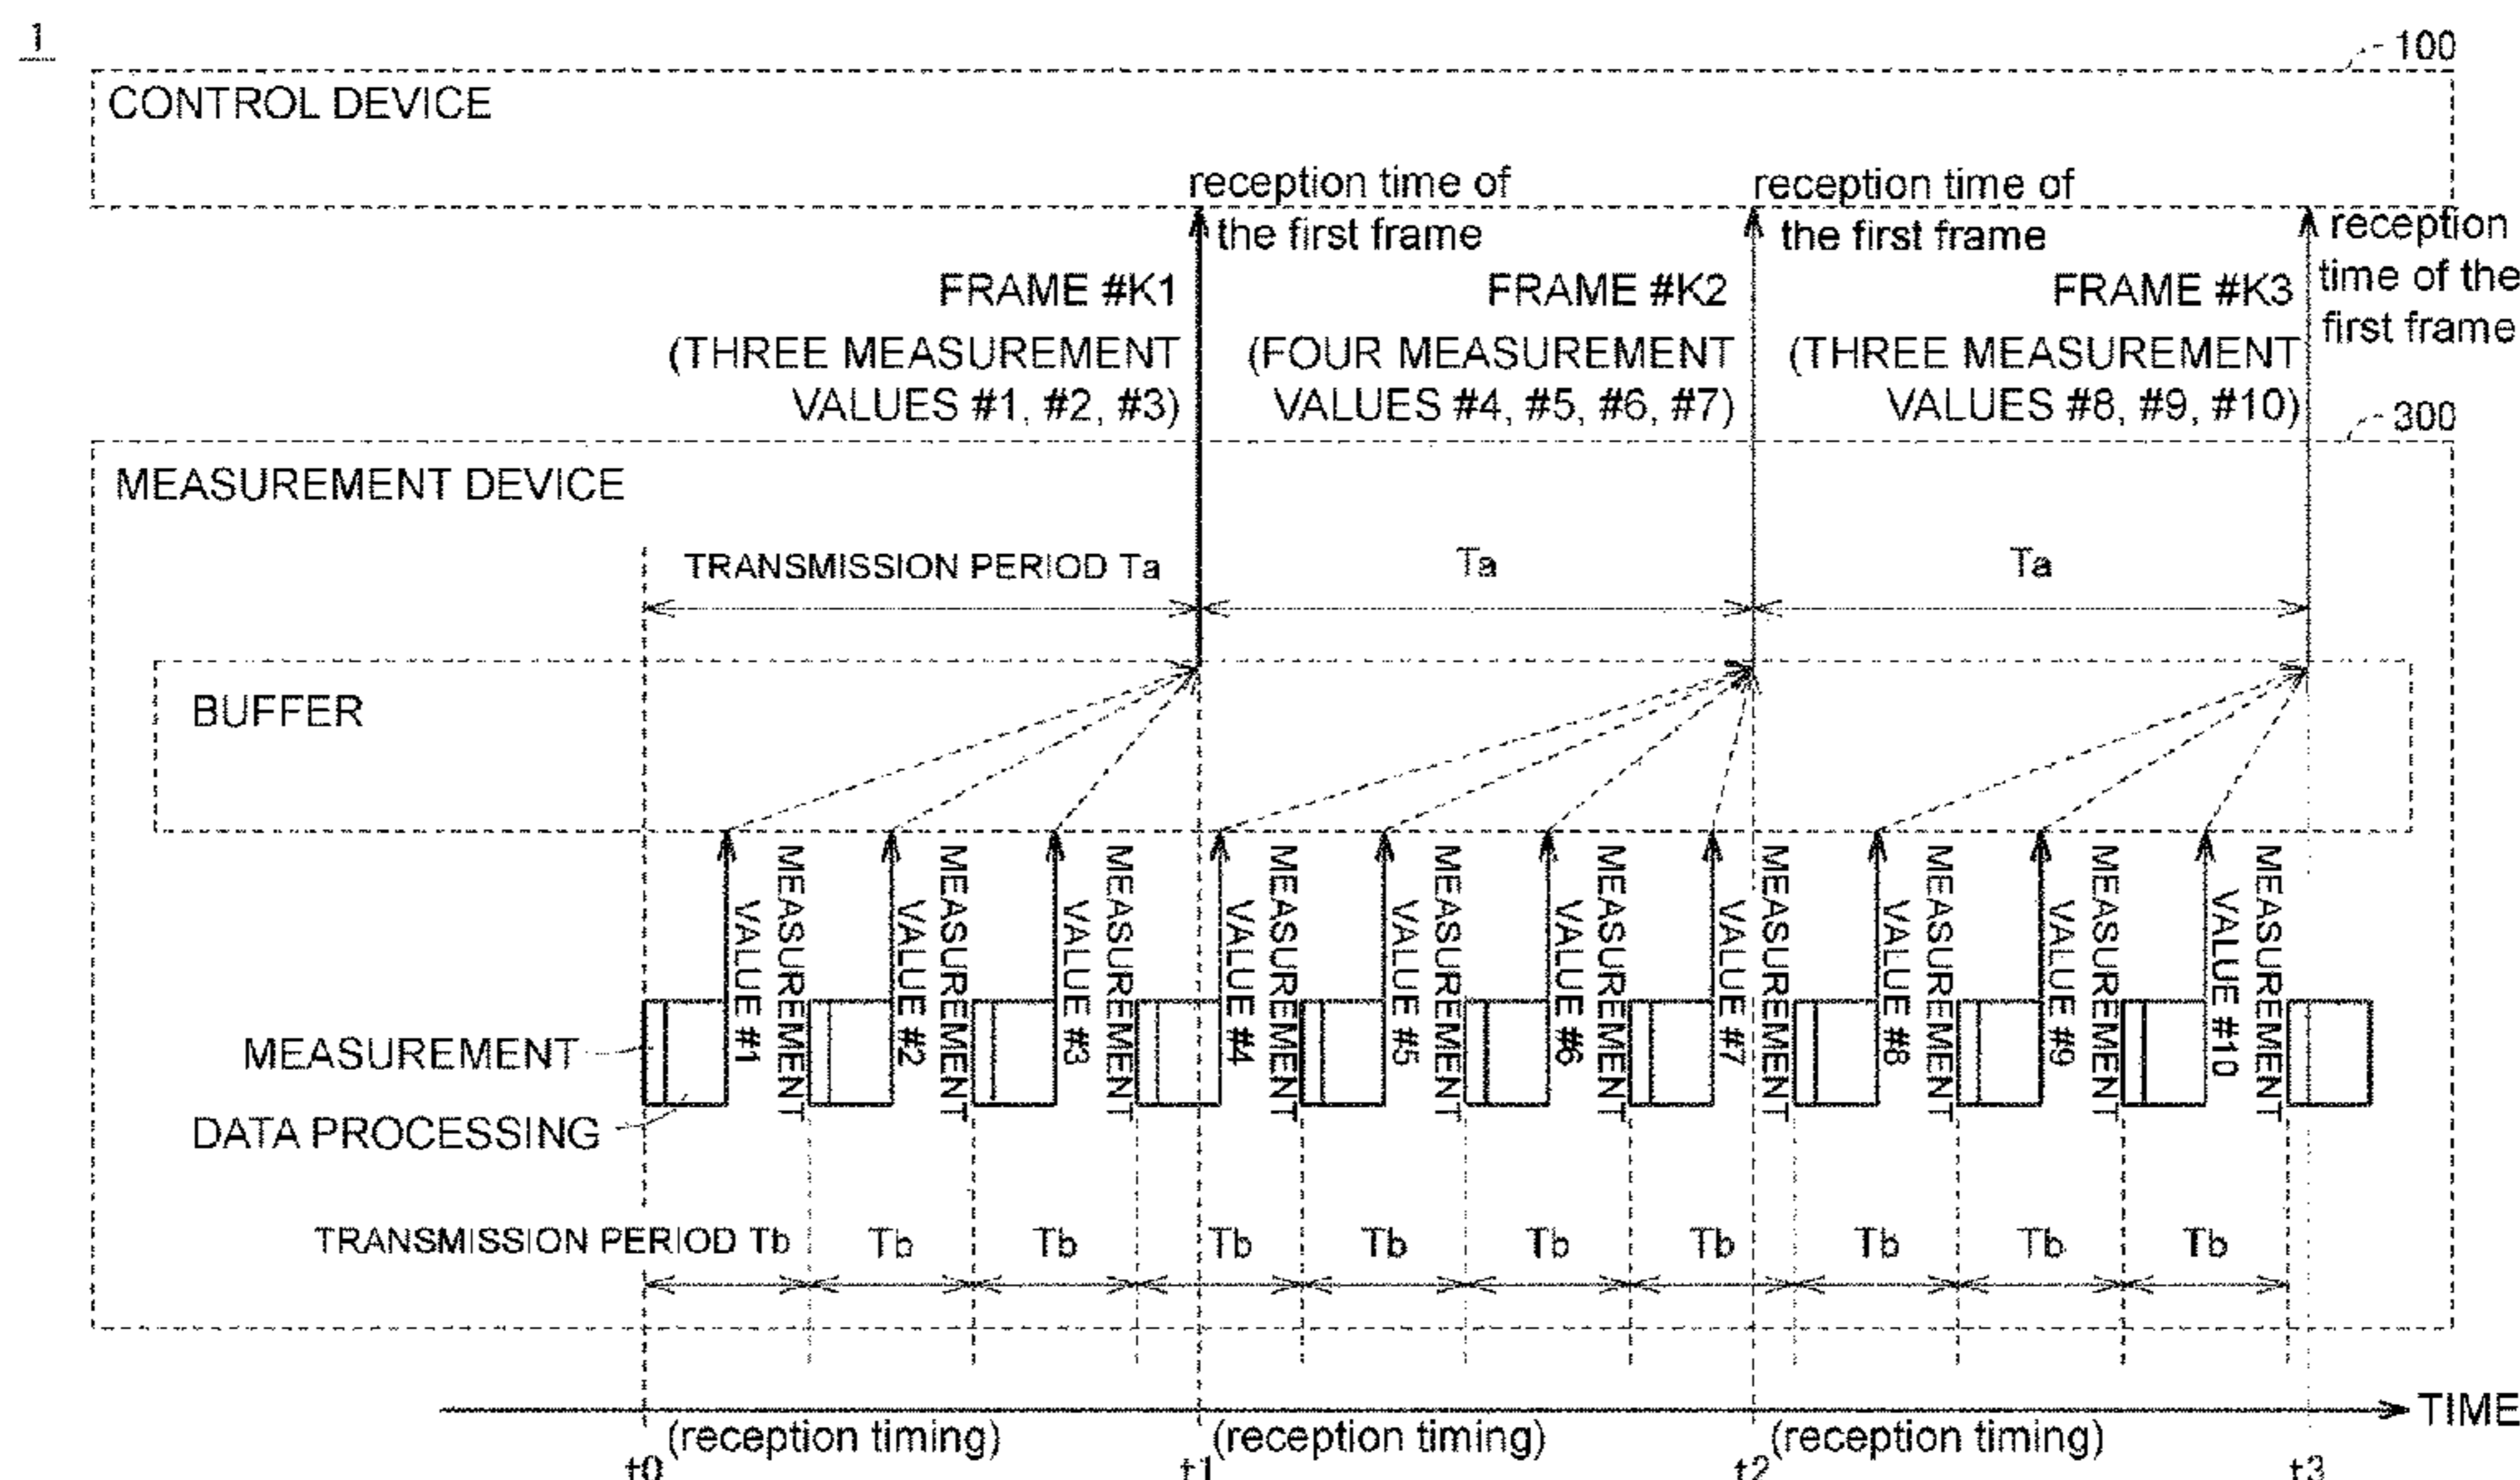 1
100
CONTROL DEVICE
reception time of
the first frame
reception time of
the first frame
reception
time of the
first frame
FRAME #K1
(THREE MEASUREMENT
VALUES #1, #2, #3)
FRAME #K2
(FOUR MEASUREMENT
VALUES #4, #5, #6, #7)
FRAME #K3
(THREE MEASUREMENT
VALUES #8, #9, #10)
300
MEASUREMENT DEVICE
TRANSMISSION PERIOD Ta
Ta
Ta
BUFFER
MEASUREMENT
VALUE #1
MEASUREMENT
VALUE #2
MEASUREMENT
VALUE #3
MEASUREMENT
VALUE #4
MEASUREMENT
VALUE #5
MEASUREMENT
VALUE #6
MEASUREMENT
VALUE #7
MEASUREMENT
VALUE #8
MEASUREMENT
VALUE #9
MEASUREMENT
VALUE #10
MEASUREMENT
DATA PROCESSING
TRANSMISSION PERIOD Tb
Tb
Tb
Tb
Tb
Tb
Tb
Tb
Tb
Tb
TIME
(reception timing)
(reception timing)
(reception timing)
t0
t1
t2
t3